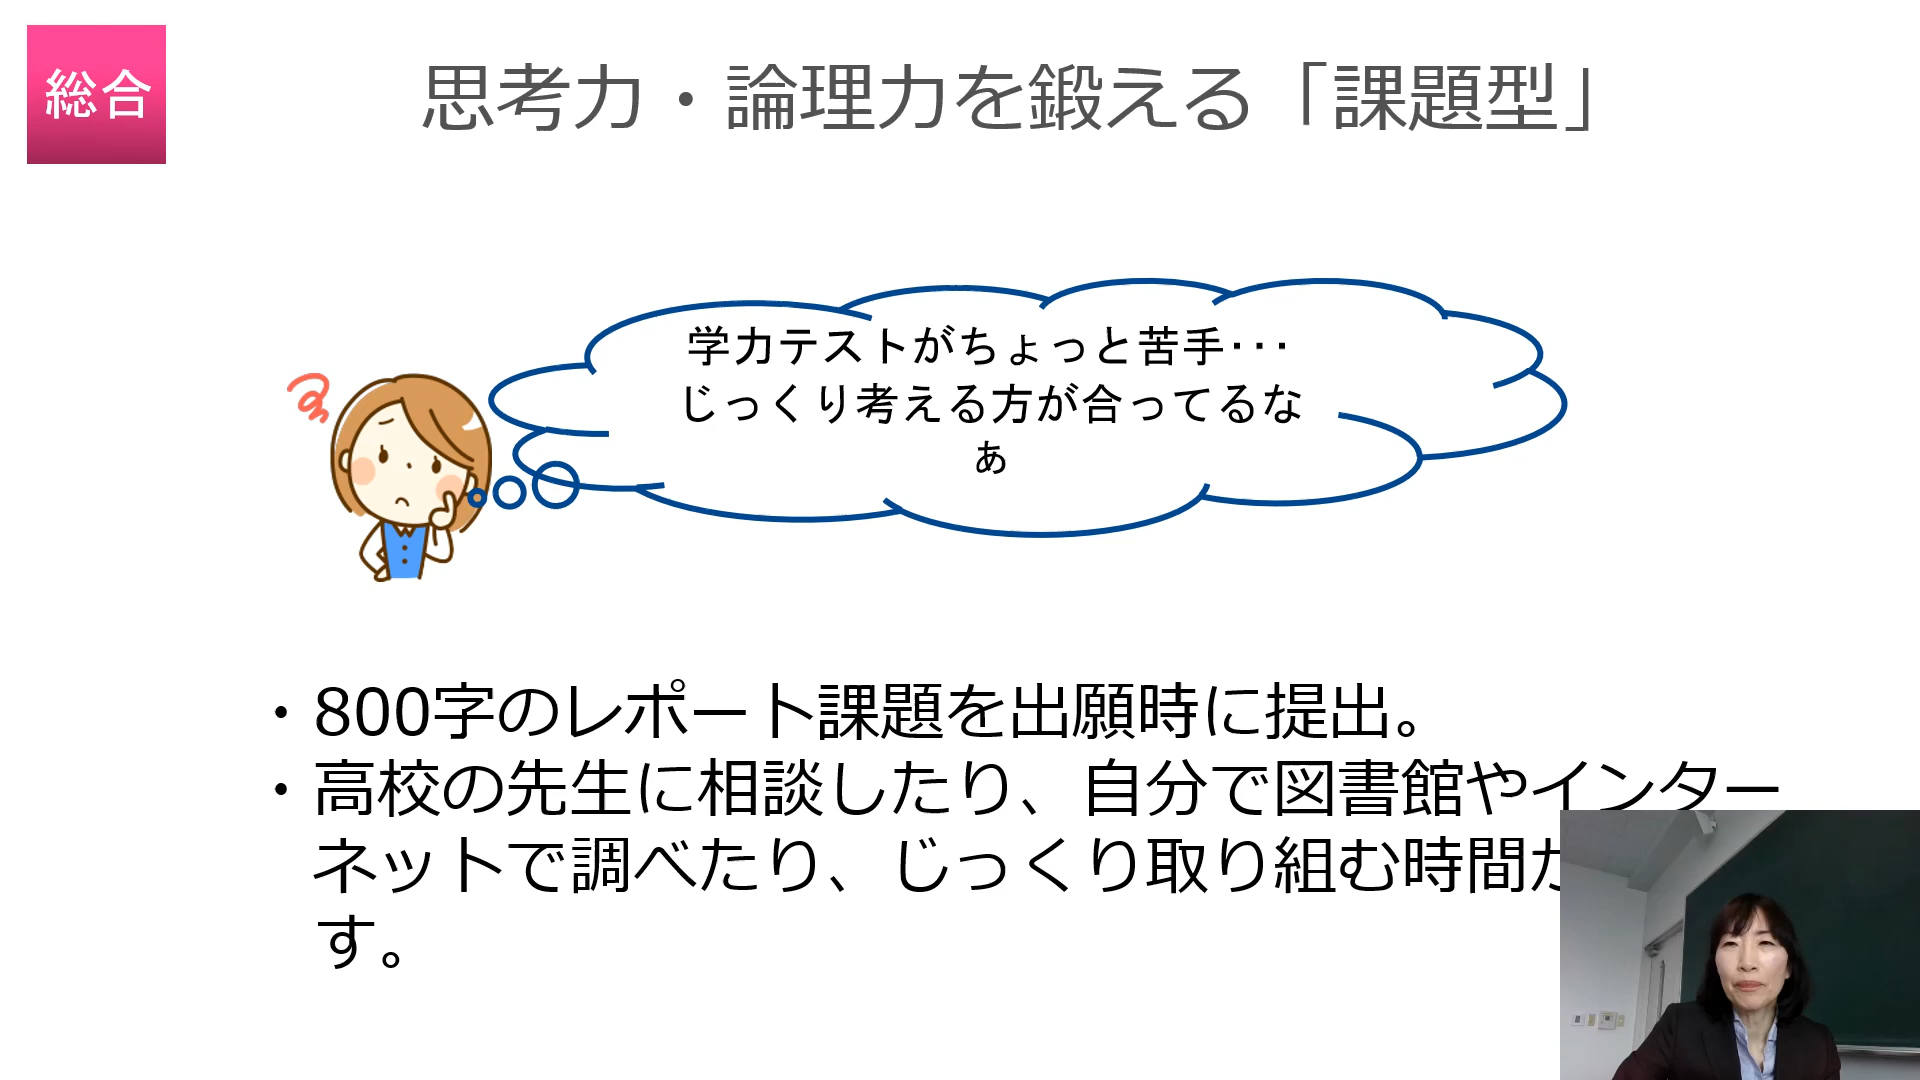 総合
思考力・論理力を鍛える「課題型」
学力テストがちょっと苦手･･･
じっくり考える方が合ってるな
ぁ
・800字のレポート課題を出願時に提出。
・高校の先生に相談したり、自分で図書館やインター
ネットで調べたり、じっくり取り組む時間
す。